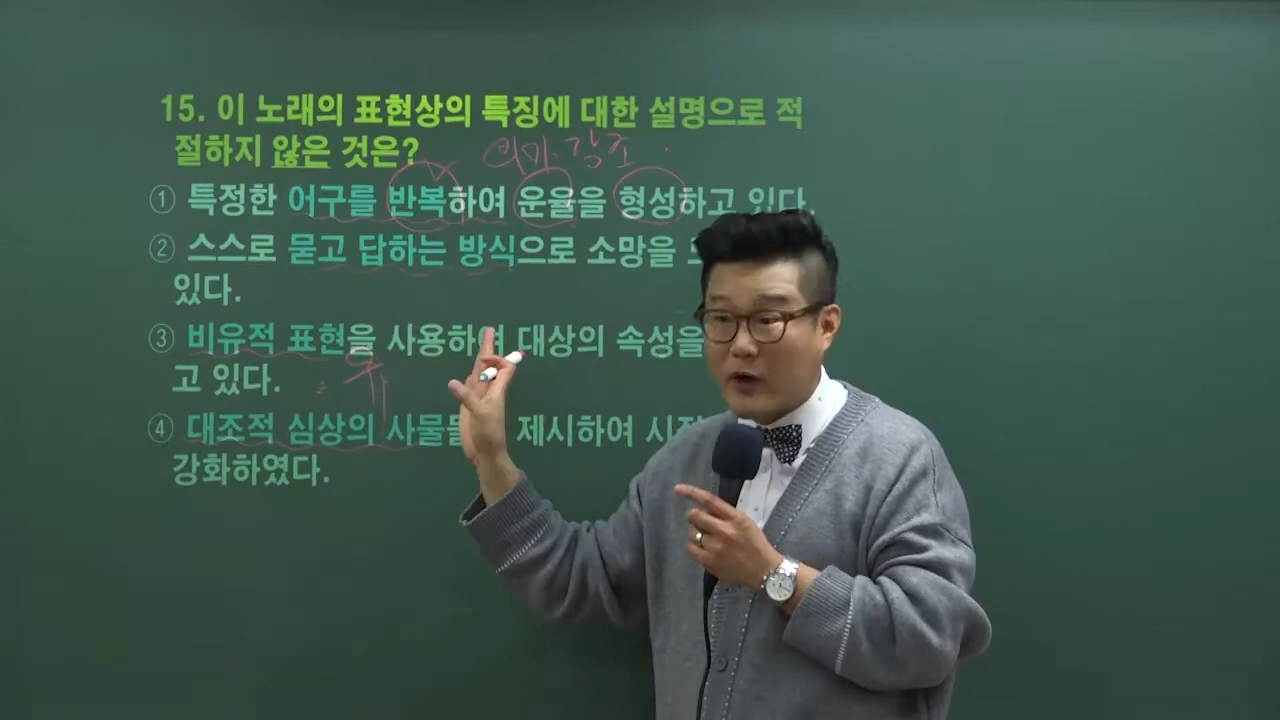 15. 이 노래의 표현상의 특징에 대한 설명으로 적
절하지 않은 것은?
의미 강조
① 특정한 어구를 반복하여 운율을 형성하고 있다.
② 스스로 묻고 답하는 방식으로 소망을
있다.
③ 비유적 표현을 사용하여 대상의 속성을
고 있다.
④ 대조적 심상의 사물들 제시하여
강화하였다.